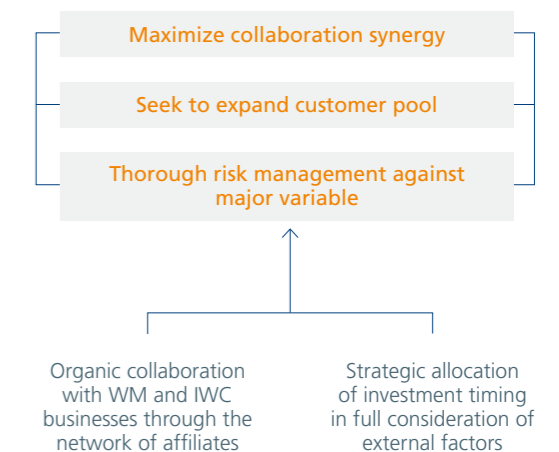 Maximize collaboration synergy
Seek to expand customer pool
Thorough risk management against
major variable
Organic collaboration
with WM and IWC
businesses through the
network of affiliates
Strategic allocation
of investment timing
in full consideration of
external factors